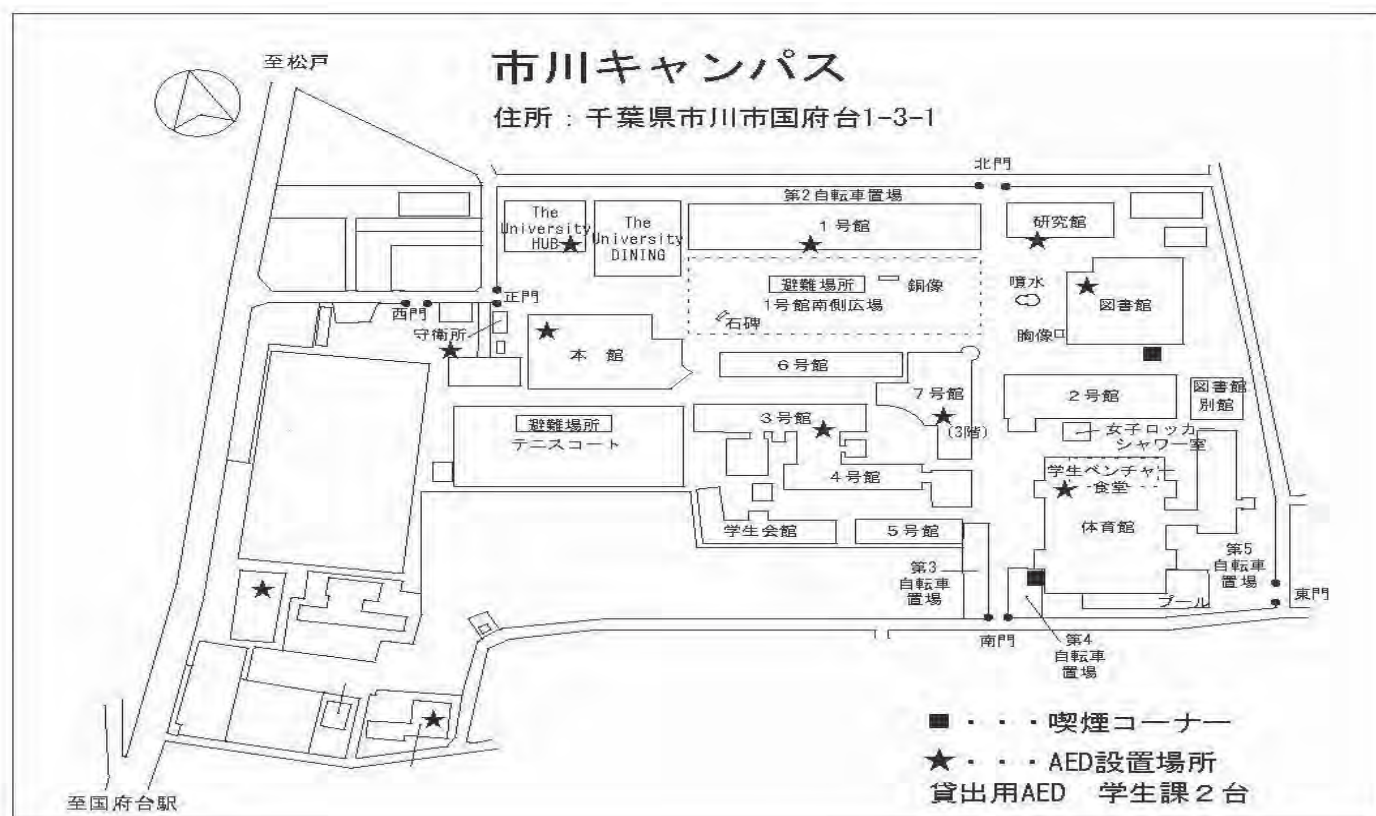 至松戸
市川キャンパス
住所：千葉県市川市国府台1-3-1
北門
第2自転車置場
The
University
HUB
The
University
DINING
1号館
研究館
避難場所
1号館南側広場
銅像
石碑
噴水
胸像
図書館
正門
西門
守衛所
本 館
6号館
7号館
(3階)
2号館
図書館
別館
避難場所
テニスコート
3号館
4号館
女子ロッカー
シャワー室
学生ベンチャー
食堂
体育館
学生会館
5号館
第3
自転車
置場
第5
自転車
置場
プール
東門
南門
第4
自転車
置場
■・・・喫煙コーナー
★・・・AED設置場所
貸出用AED 学生課2台
至国府台駅